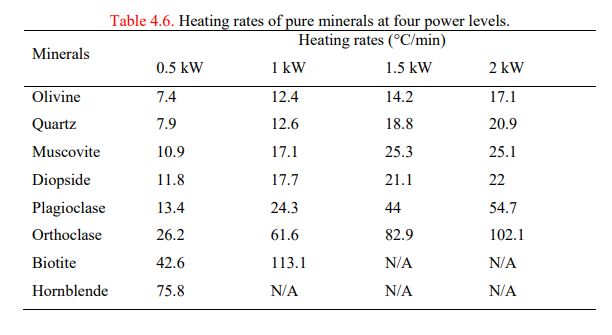 Table 4.6. Heating rates of pure minerals at four power levels.
Minerals Heating rates (°C/min)
0.5 kW 1 kW 1.5 kW 2 kW
Olivine 7.4 12.4 14.2 17.1
Quartz 7.9 12.6 18.8 20.9
Muscovite 10.9 17.1 25.3 25.1
Diopside 11.8 17.7 21.1 22
Plagioclase 13.4 24.3 44 54.7
Orthoclase 26.2 61.6 82.9 102.1
Biotite 42.6 113.1 N/A N/A
Hornblende 75.8 N/A N/A N/A